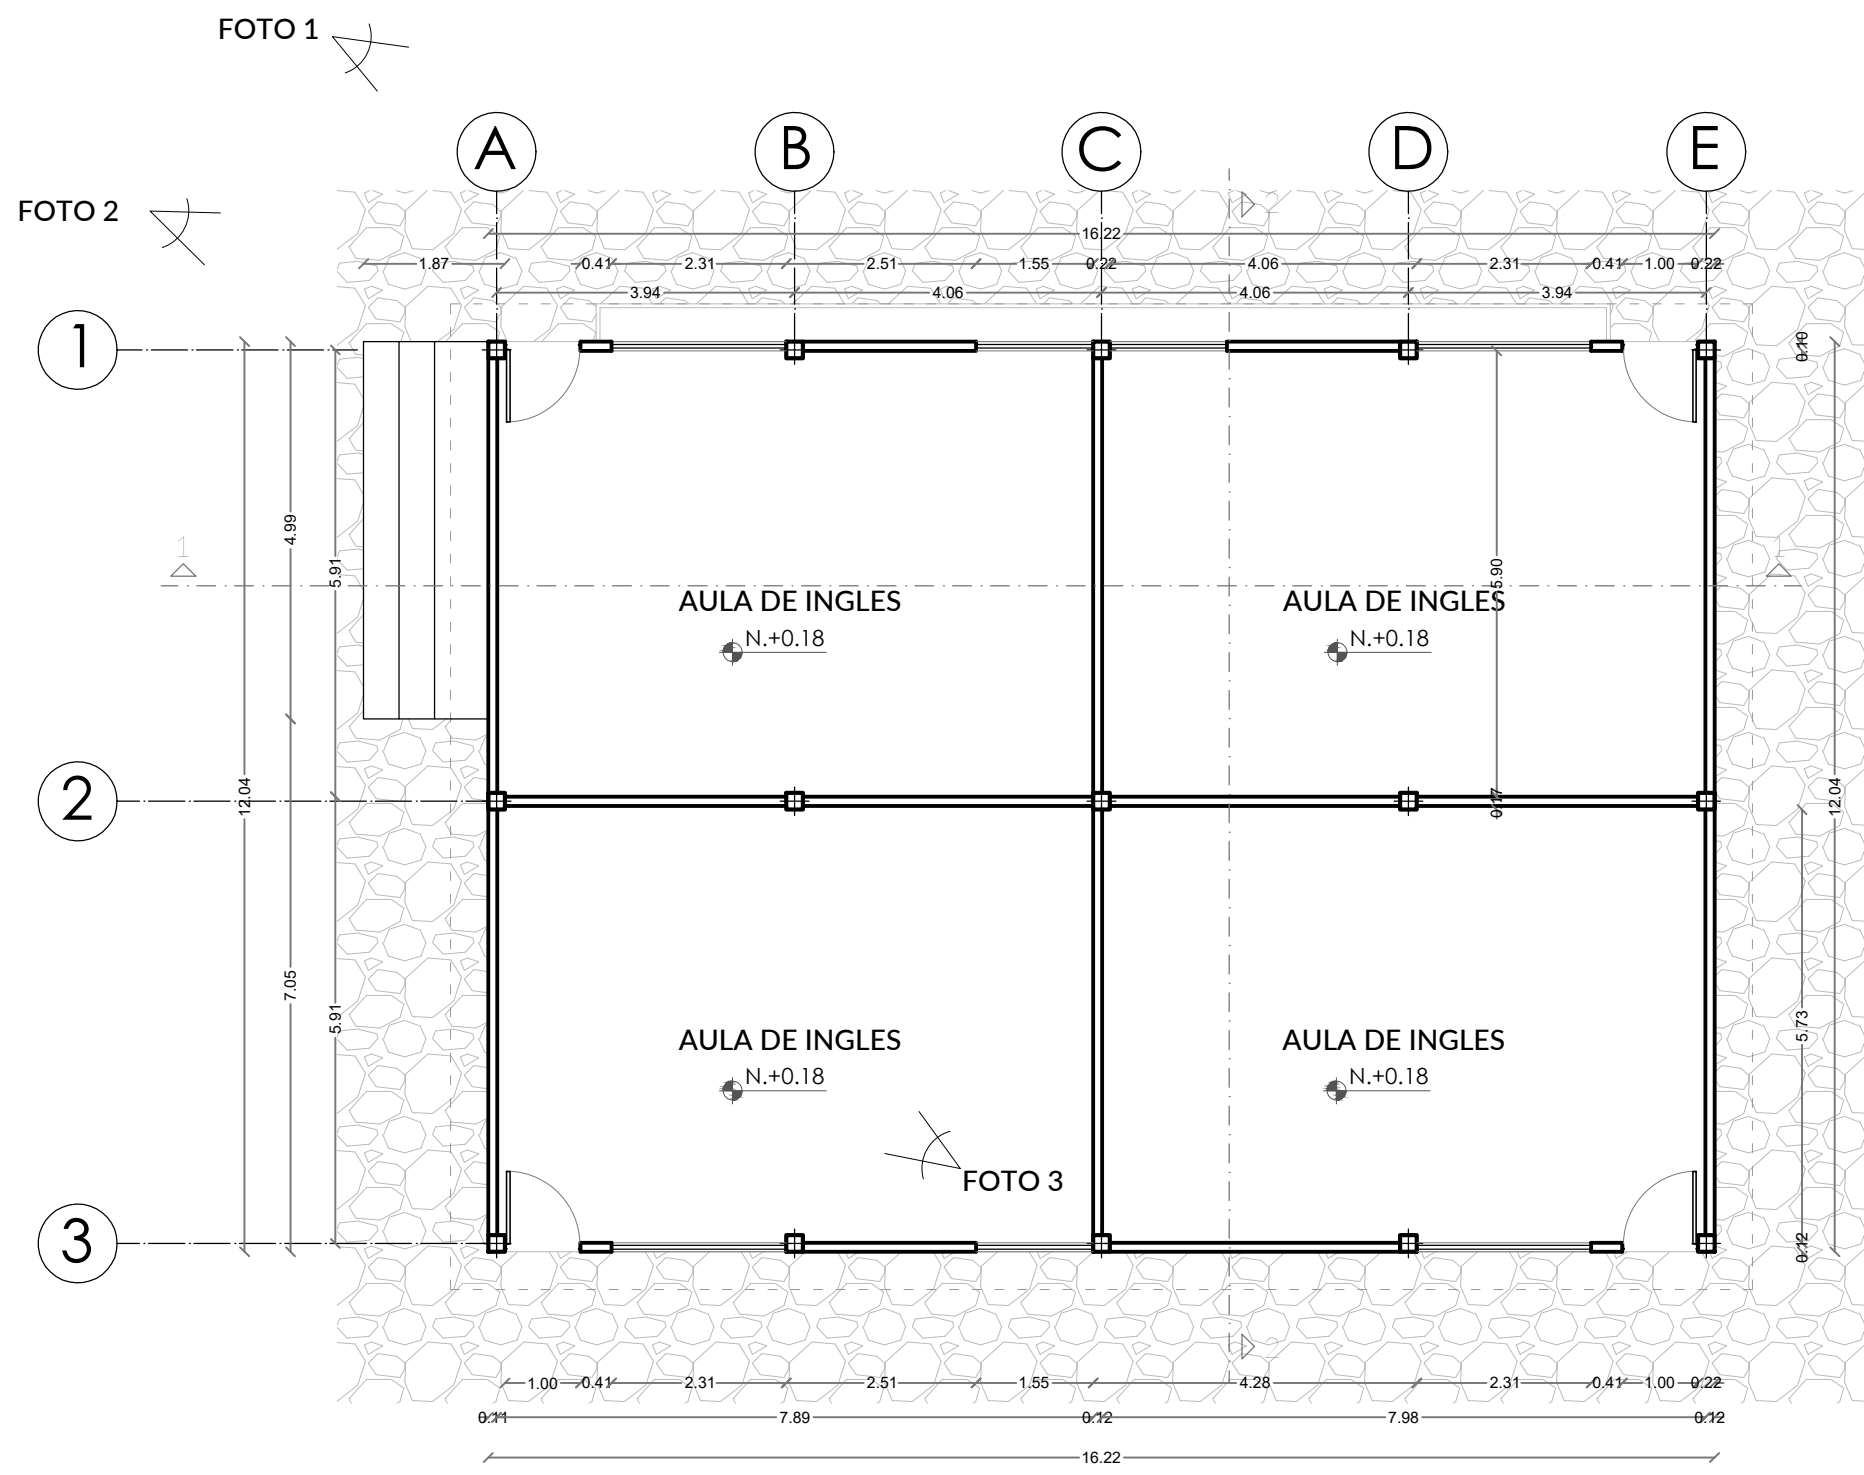 FOTO 1
A B C D E
FOTO 2
2
16.22
1.87 0.41 2.31 2.51 1.55 0.22 4.06 2.31 0.41 1.00 0.22
3.94 4.06 4.06 3.94
1
0.10
4.99
5.91
1
5.90
AULA DE INGLES AULA DE INGLES
N.+0.18 N.+0.18
2
12.04
0.17
12.04
7.05
5.91
5.73
AULA DE INGLES AULA DE INGLES
N.+0.18 N.+0.18
FOTO 3
3
0.12
2
1.00 0.41 2.31 2.51 1.55 4.28 2.31 0.41 1.00 0.22
0.11 7.89 0.12 7.98 0.12
16.22